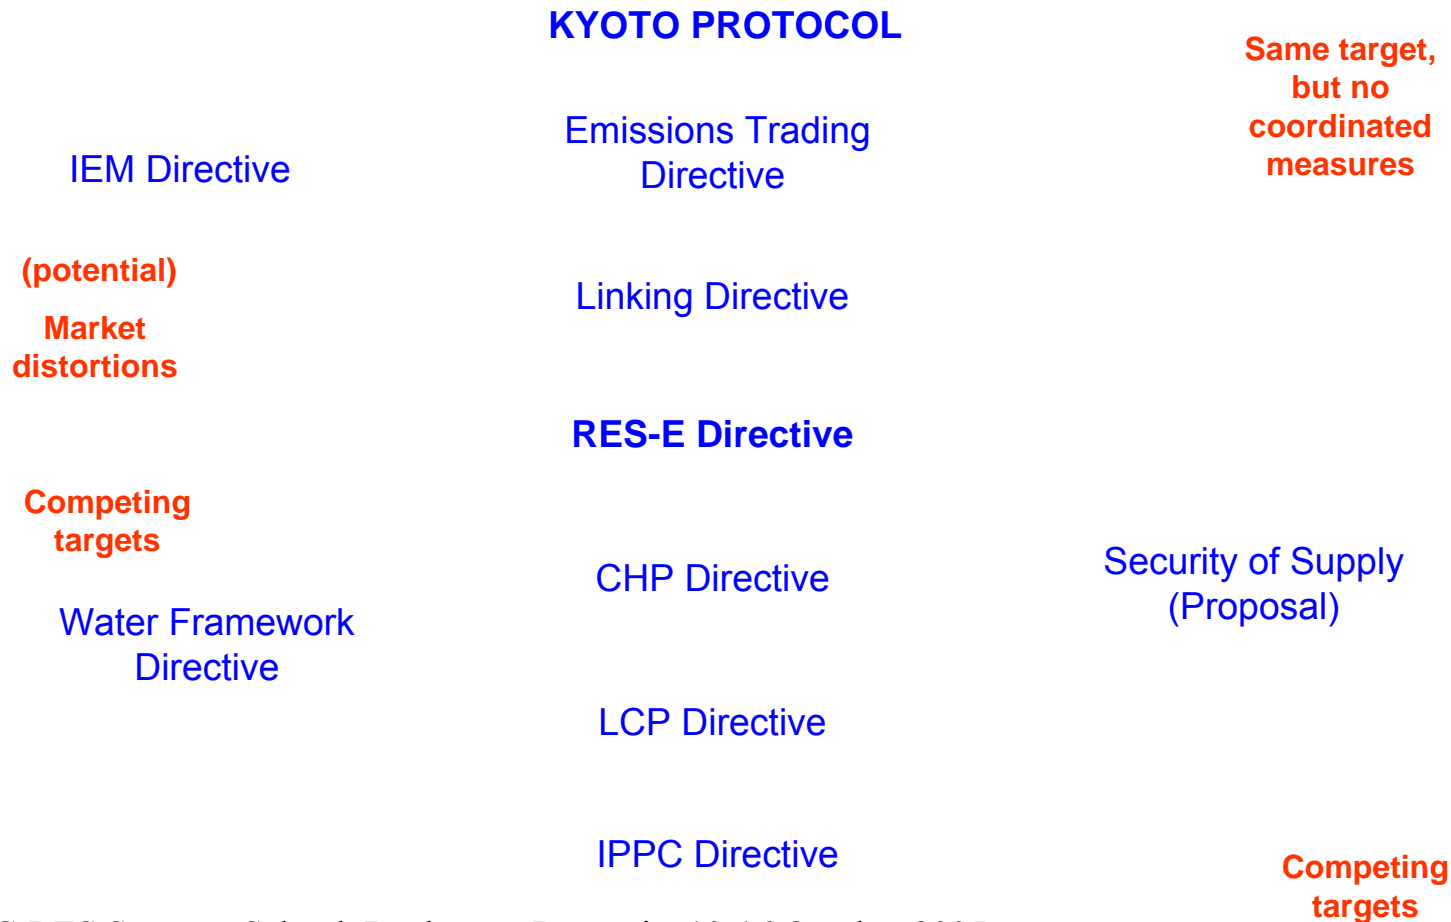 KYOTO PROTOCOL
Same target,
but no
coordinated
measures
Emissions Trading
Directive
IEM Directive
(potential)
Market
distortions
Linking Directive
RES-E Directive
Competing
targets
CHP Directive
Security of Supply
(Proposal)
Water Framework
Directive
LCP Directive
IPPC Directive
Competing
targets